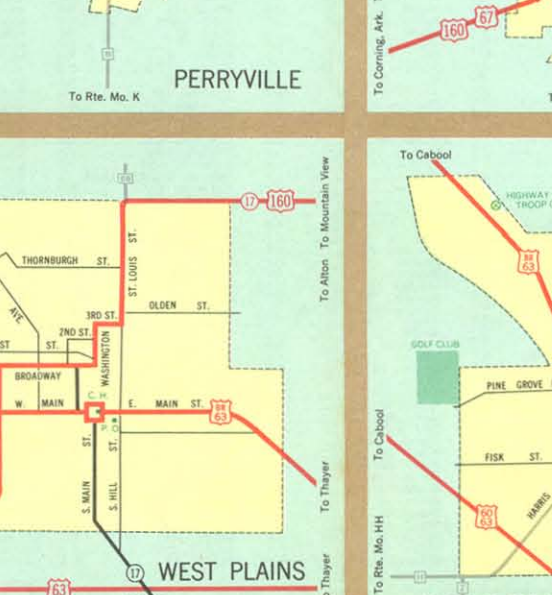 To Rte. Mo. K
PERRYVILLE
160
67
To Corning, Ark.
17
160
To Alton To Mountain View
THORNBURGH ST.
ST. LOUIS ST.
OLDEN ST.
3RD ST.
2ND ST.
AVE.
ST
ST.
WASHINGTON
BROADWAY
C. H.
W. MAIN
E. MAIN ST.
BR
63
P. O.
S. MAIN ST.
S. HILL ST.
To Thayer
17
WEST PLAINS
63
To Thayer
To Cabool
HIGHWAY
TROOP
BR
63
GOLF CLUB
PINE GROVE
To Cabool
FISK ST.
HARRIS
60
63
To Rte. Mo. HH